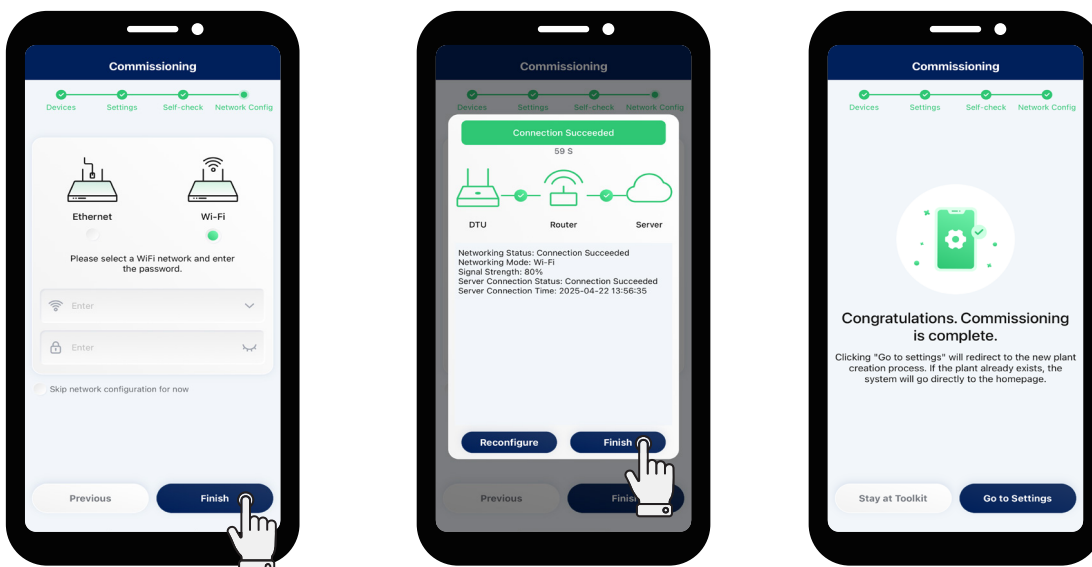 Commissioning
Devices Settings Self-check Network Config
Ethernet Wi-Fi
Please select a WiFi network and enter
the password.
Enter
Enter
Skip network configuration for now
Previous Finish
Commissioning
Devices Settings Self-check Network Config
Connection Succeeded
59 S
DTU Router Server
Networking Status: Connection Succeeded
Networking Mode: Wi-Fi
Signal Strength: 80%
Server Connection Status: Connection Succeeded
Server Connection Time: 2025-04-22 13:56:35
Reconfigure Finish
Previous Finish
Commissioning
Devices Settings Self-check Network Config
Congratulations. Commissioning
is complete.
Clicking "Go to settings" will redirect to the new plant
creation process. If the plant already exists, the
system will go directly to the homepage.
Stay at Toolkit Go to Settings